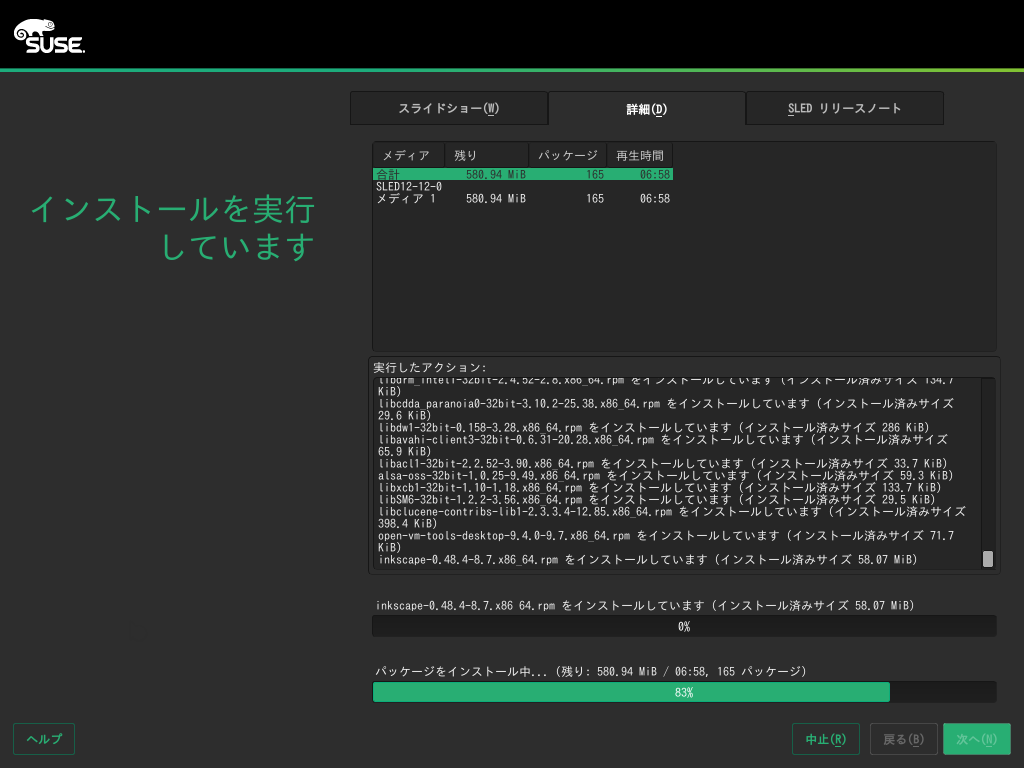 SUSE
スライドショー(W)
詳細(D)
SLED リリースノート
インストールを実行
しています
メディア 残り パッケージ 再生時間
合計 580.94 MiB 165 06:58
SLED12-12-0
メディア 1 580.94 MiB 165 06:58
実行したアクション:
libdrm_intel1-32bit-2.4.52-2.8.x86_64.rpm をインストールしています (インストール済みサイズ 134.7
KiB)
libcdda_paranoia0-32bit-3.10.2-25.38.x86_64.rpm をインストールしています (インストール済みサイズ
29.6 KiB)
libdw1-32bit-0.158-3.28.x86_64.rpm をインストールしています (インストール済みサイズ 286 KiB)
libavahi-client3-32bit-0.6.31-20.28.x86_64.rpm をインストールしています (インストール済みサイズ
65.9 KiB)
libacl1-32bit-2.2.52-3.90.x86_64.rpm をインストールしています (インストール済みサイズ 33.7 KiB)
alsa-oss-32bit-1.0.25-9.49.x86_64.rpm をインストールしています (インストール済みサイズ 59.3 KiB)
libxcb1-32bit-1.10-1.18.x86_64.rpm をインストールしています (インストール済みサイズ 133.7 KiB)
libSM6-32bit-1.2.2-3.56.x86_64.rpm をインストールしています (インストール済みサイズ 29.5 KiB)
libclucene-contribs-lib1-2.3.3.4-12.85.x86_64.rpm をインストールしています (インストール済みサイズ
398.4 KiB)
open-vm-tools-desktop-9.4.0-9.7.x86_64.rpm をインストールしています (インストール済みサイズ 71.7
KiB)
inkscape-0.48.4-8.7.x86_64.rpm をインストールしています (インストール済みサイズ 58.07 MiB)
inkscape-0.48.4-8.7.x86_64.rpm をインストールしています (インストール済みサイズ 58.07 MiB)
0%
パッケージをインストール中... (残り: 580.94 MiB / 06:58, 165 パッケージ)
83%
ヘルプ
中止(R)
戻る(B)
次へ(N)